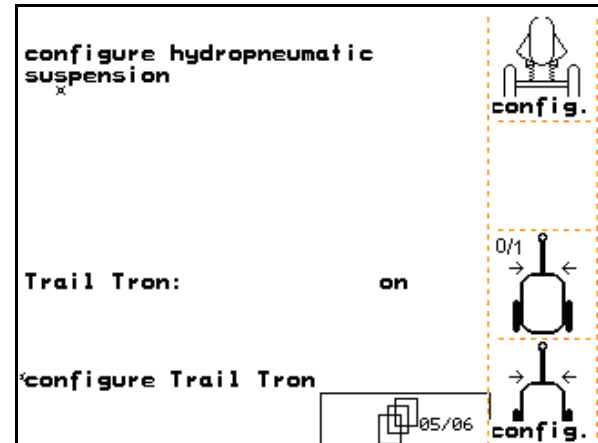 configure hydropneumatic
suspension
config.
0/1
Trail Tron: on
configure Trail Tron
05/06
config.